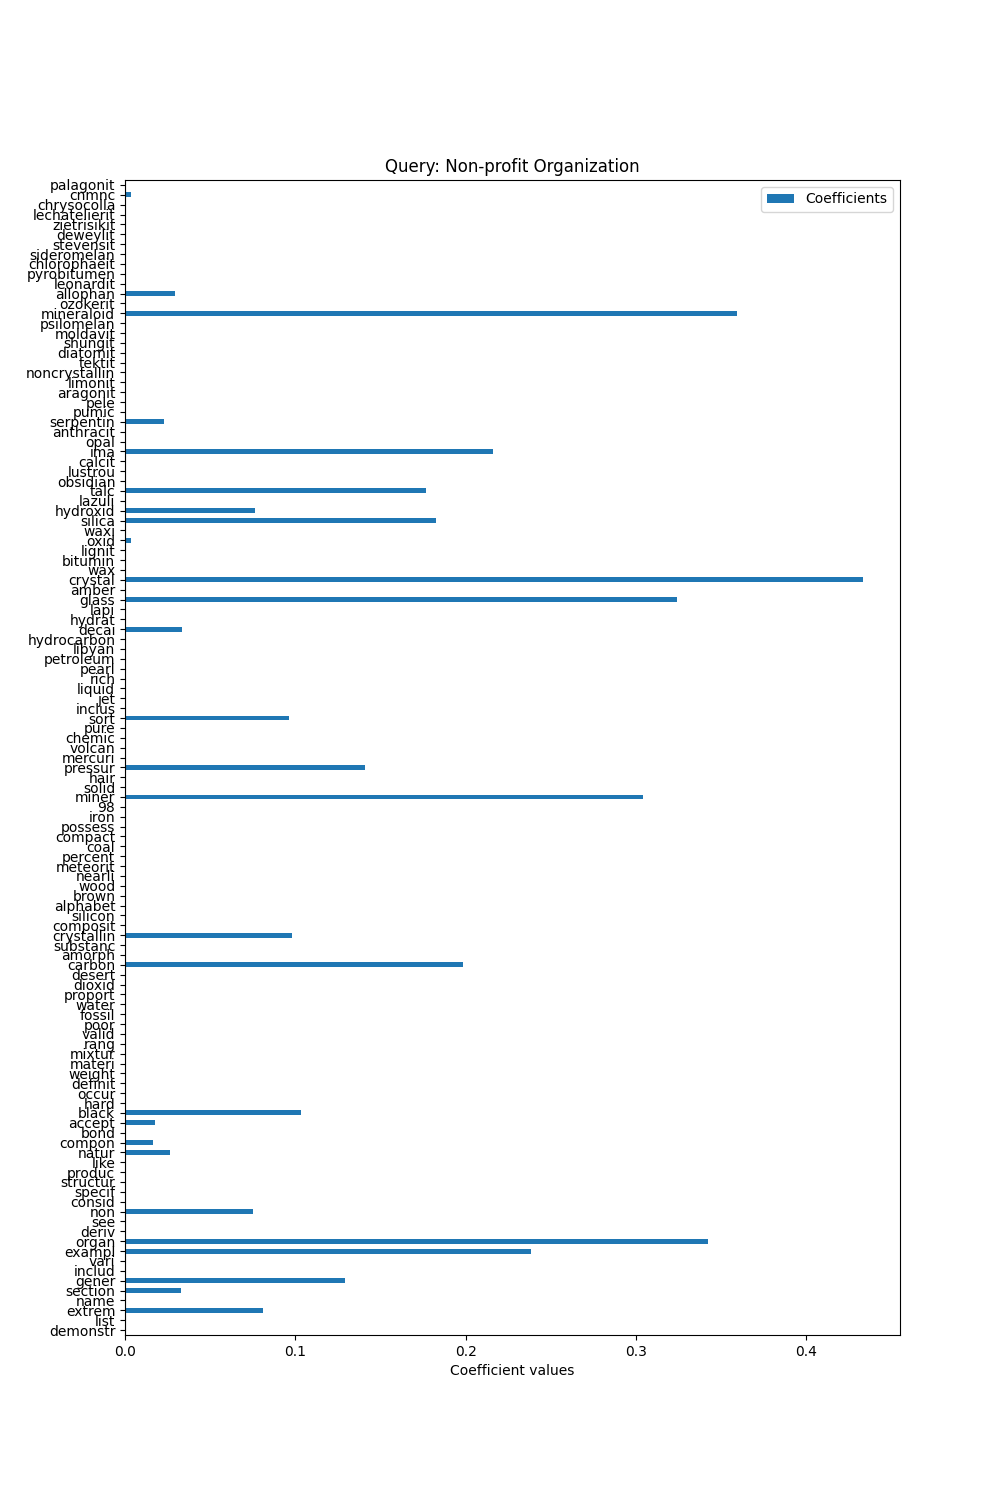 Query: Non-profit Organization
Coefficients
palagonit
cnmnc
chrysocolla
lechatelierit
zietrisikit
deweylit
stevensit
sideromelan
chlorophaeit
pyrobitumen
leonardit
allophan
ozokerit
mineraloid
psilomelan
moldavit
shungit
diatomit
tektit
noncrystallin
limonit
aragonit
pele
pumic
serpentin
anthracit
opal
ima
calcit
lustrou
obsidian
talc
lazuli
hydroxid
silica
waxi
oxid
lignit
bitumin
wax
crystal
amber
glass
lapi
hydrat
decai
hydrocarbon
libyan
petroleum
pearl
rich
liquid
jet
inclus
sort
pure
chemic
volcan
mercuri
pressur
hair
solid
miner
98
iron
possess
compact
coal
percent
meteorit
nearli
wood
brown
alphabet
silicon
composit
crystallin
substanc
amorph
carbon
desert
dioxid
proport
water
fossil
poor
valid
rang
mixtur
materi
weight
definit
occur
hard
black
accept
bond
compon
natur
like
produc
structur
specif
consid
non
see
deriv
organ
exampl
vari
includ
gener
section
name
extrem
list
demonstr
0.0 0.1 0.2 0.3 0.4
Coefficient values